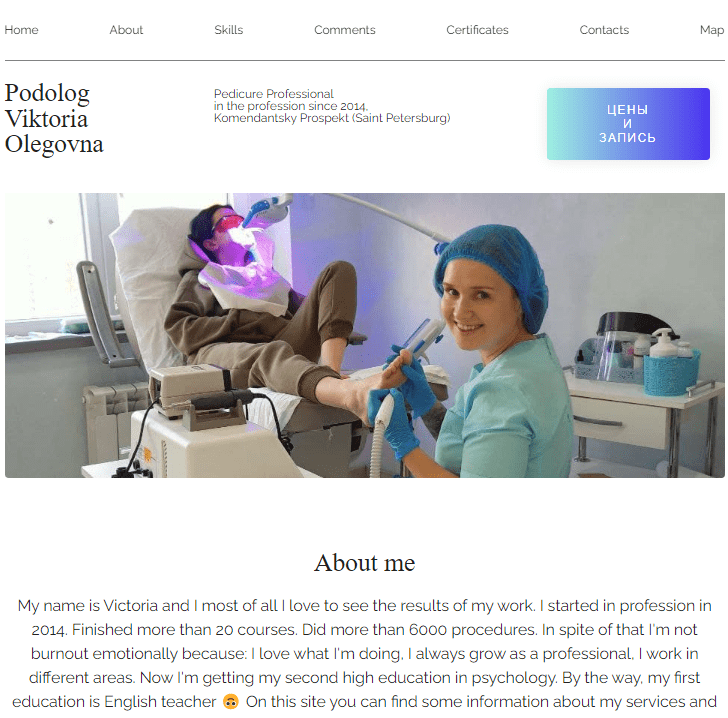 Home About Skills Comments Certificates Contacts Map
Podolog
Viktoria
Olegovna
Pedicure Professional
in the profession since 2014,
Komendantsky Prospekt (Saint Petersburg)
ЦЕНЫ
И
ЗАПИСЬ
About me
My name is Victoria and I most of all I love to see the results of my work. I started in profession in
2014. Finished more than 20 courses. Did more than 6000 procedures. In spite of that I'm not
burnout emotionally because: I love what I'm doing, I always grow as a professional, I work in
different areas. Now I'm getting my second high education in psychology. By the way, my first
education is English teacher 🙃 On this site you can find some information about my services and